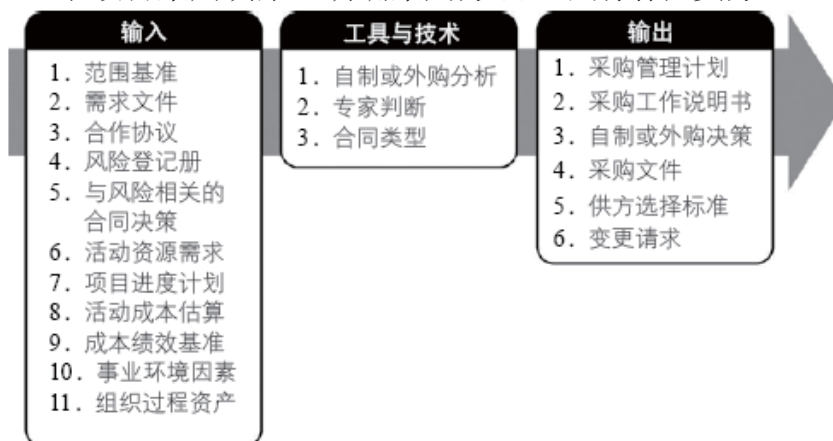 输入
1. 范围基准
2. 需求文件
3. 合作协议
4. 风险登记册
5. 与风险相关的
合同决策
6. 活动资源需求
7. 项目进度计划
8. 活动成本估算
9. 成本绩效基准
10. 事业环境因素
11. 组织过程资产
工具与技术
1. 自制或外购分析
2. 专家判断
3. 合同类型
输出
1. 采购管理计划
2. 采购工作说明书
3. 自制或外购决策
4. 采购文件
5. 供方选择标准
6. 变更请求